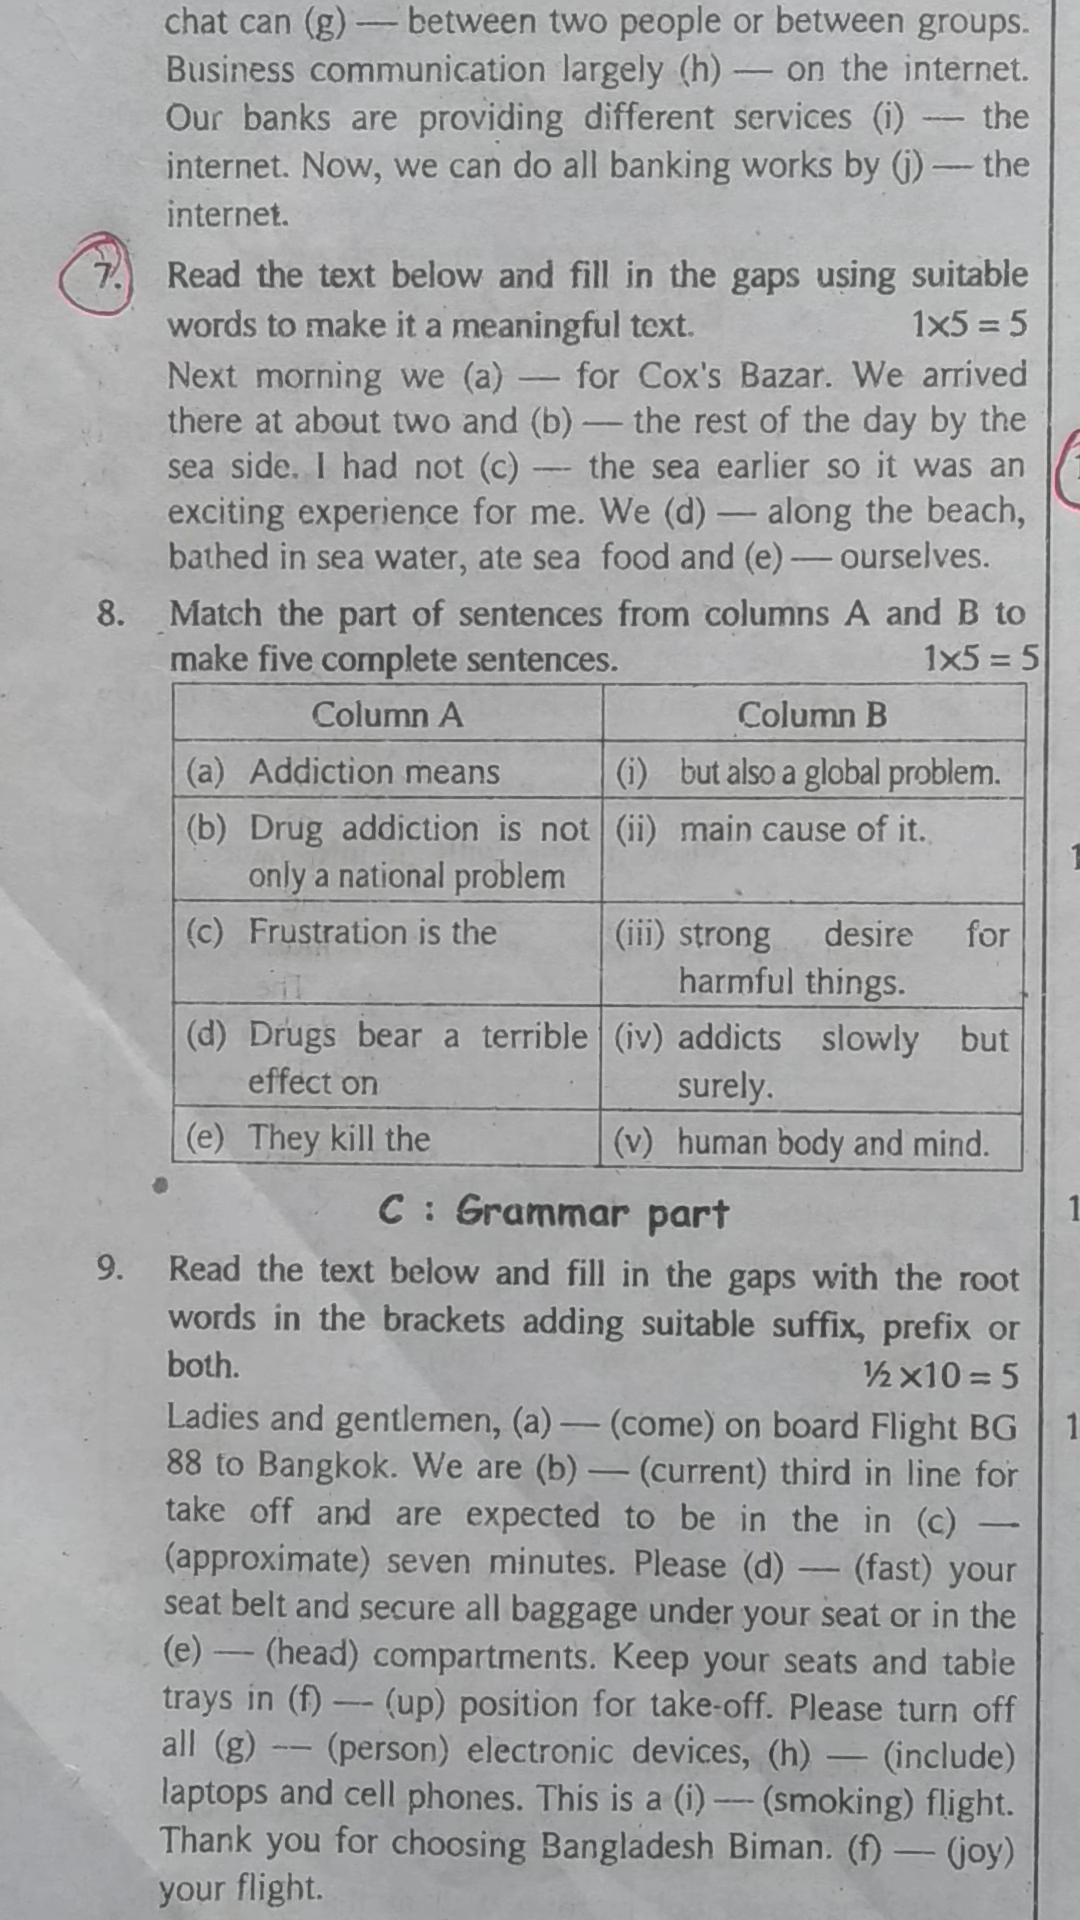 chat can (g) — between two people or between groups.
Business communication largely (h) — on the internet.
Our banks are providing different services (i) — the
internet. Now, we can do all banking works by (j) — the
internet.
7. Read the text below and fill in the gaps using suitable
words to make it a meaningful text. 1×5 = 5
Next morning we (a) — for Cox's Bazar. We arrived
there at about two and (b) — the rest of the day by the
sea side. I had not (c) — the sea earlier so it was an
exciting experience for me. We (d) — along the beach,
bathed in sea water, ate sea food and (e) — ourselves.
8. Match the part of sentences from columns A and B to
make five complete sentences. 1×5 = 5
Column A Column B
(a) Addiction means (i) but also a global problem.
(b) Drug addiction is not (ii) main cause of it.
only a national problem
(c) Frustration is the (iii) strong desire for
harmful things.
(d) Drugs bear a terrible (iv) addicts slowly but
effect on surely.
(e) They kill the (v) human body and mind.
C : Grammar part
9. Read the text below and fill in the gaps with the root
words in the brackets adding suitable suffix, prefix or
both. ½ ×10 = 5
Ladies and gentlemen, (a) — (come) on board Flight BG
88 to Bangkok. We are (b) — (current) third in line for
take off and are expected to be in the in (c) —
(approximate) seven minutes. Please (d) — (fast) your
seat belt and secure all baggage under your seat or in the
(e) — (head) compartments. Keep your seats and table
trays in (f) — (up) position for take-off. Please turn off
all (g) — (person) electronic devices, (h) — (include)
laptops and cell phones. This is a (i) — (smoking) flight.
Thank you for choosing Bangladesh Biman. (f) — (joy)
your flight.